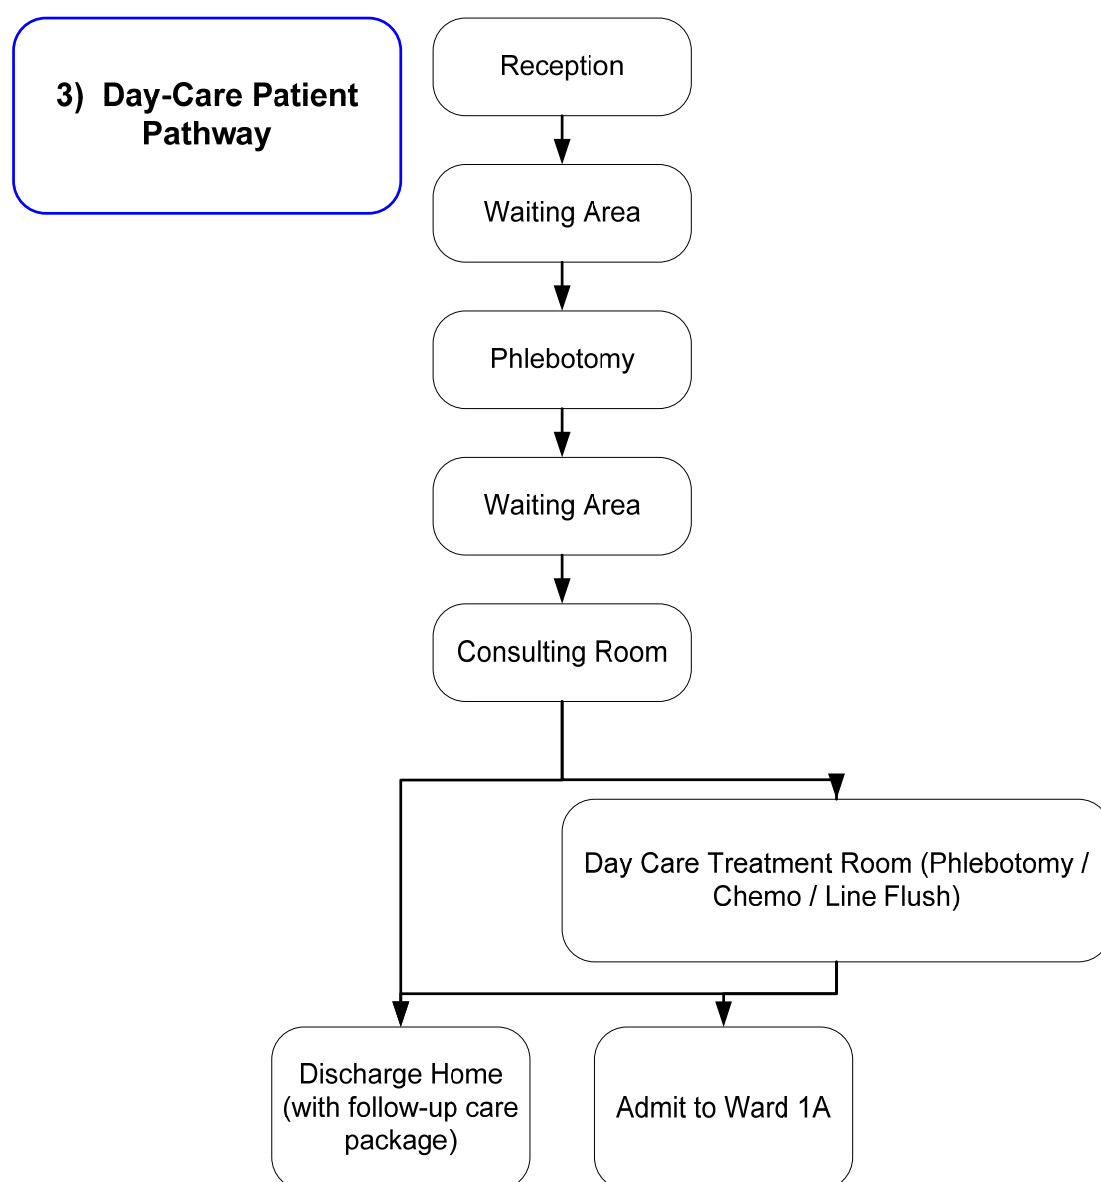 3) Day-Care Patient
Pathway
Reception
Waiting Area
Phlebotomy
Waiting Area
Consulting Room
Day Care Treatment Room (Phlebotomy /
Chemo / Line Flush)
Discharge Home
(with follow-up care
package)
Admit to Ward 1A